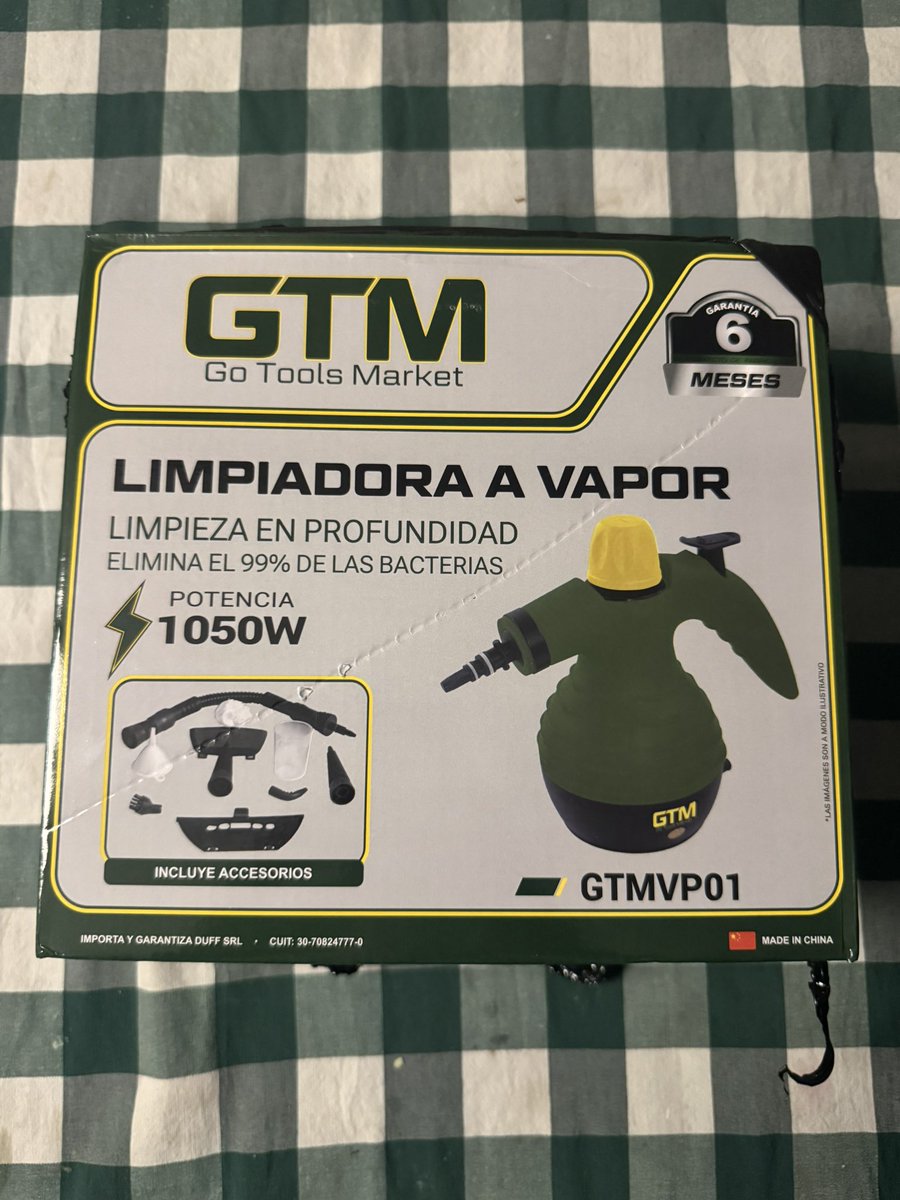 GTM
Go Tools Market
GARANTÍA
6
MESES
LIMPIADORA A VAPOR
LIMPIEZA EN PROFUNDIDAD
ELIMINA EL 99% DE LAS BACTERIAS
POTENCIA
1050W
INCLUYE ACCESORIOS
GTM
GTMVP01
*LAS IMÁGENES SON A MODO ILUSTRATIVO
IMPORTA Y GARANTIZA DUFF SRL · CUIT: 30-70824777-0
MADE IN CHINA